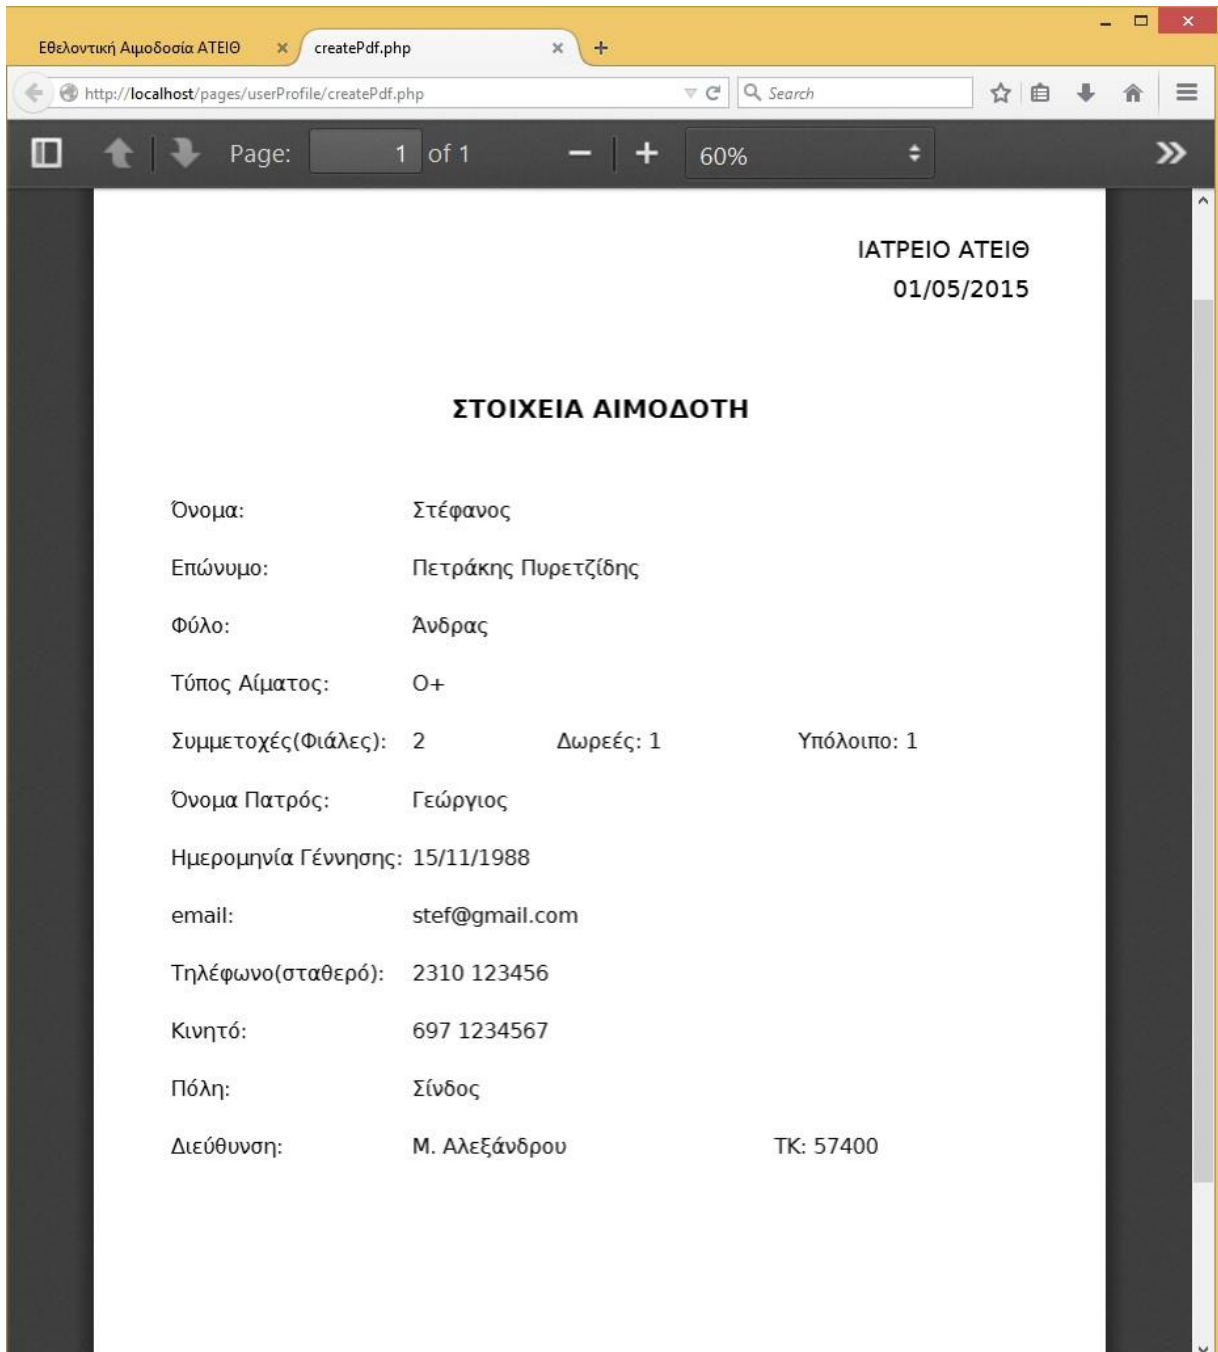 Εθελοντική Αιμοδοσία ΑΤΕΙΘ createPdf.php
http://localhost/pages/userProfile/createPdf.php Search
Page: 1 of 1 60%
ΙΑΤΡΕΙΟ ΑΤΕΙΘ
01/05/2015
ΣΤΟΙΧΕΙΑ ΑΙΜΟΔΟΤΗ
Όνομα: Στέφανος
Επώνυμο: Πετράκης Πυρετζίδης
Φύλο: Άνδρας
Τύπος Αίματος: O+
Συμμετοχές(Φιάλες): 2 Δωρεές: 1 Υπόλοιπο: 1
Όνομα Πατρός: Γεώργιος
Ημερομηνία Γέννησης: 15/11/1988
email: stef@gmail.com
Τηλέφωνο(σταθερό): 2310 123456
Κινητό: 697 1234567
Πόλη: Σίνδος
Διεύθυνση: Μ. Αλεξάνδρου ΤΚ: 57400